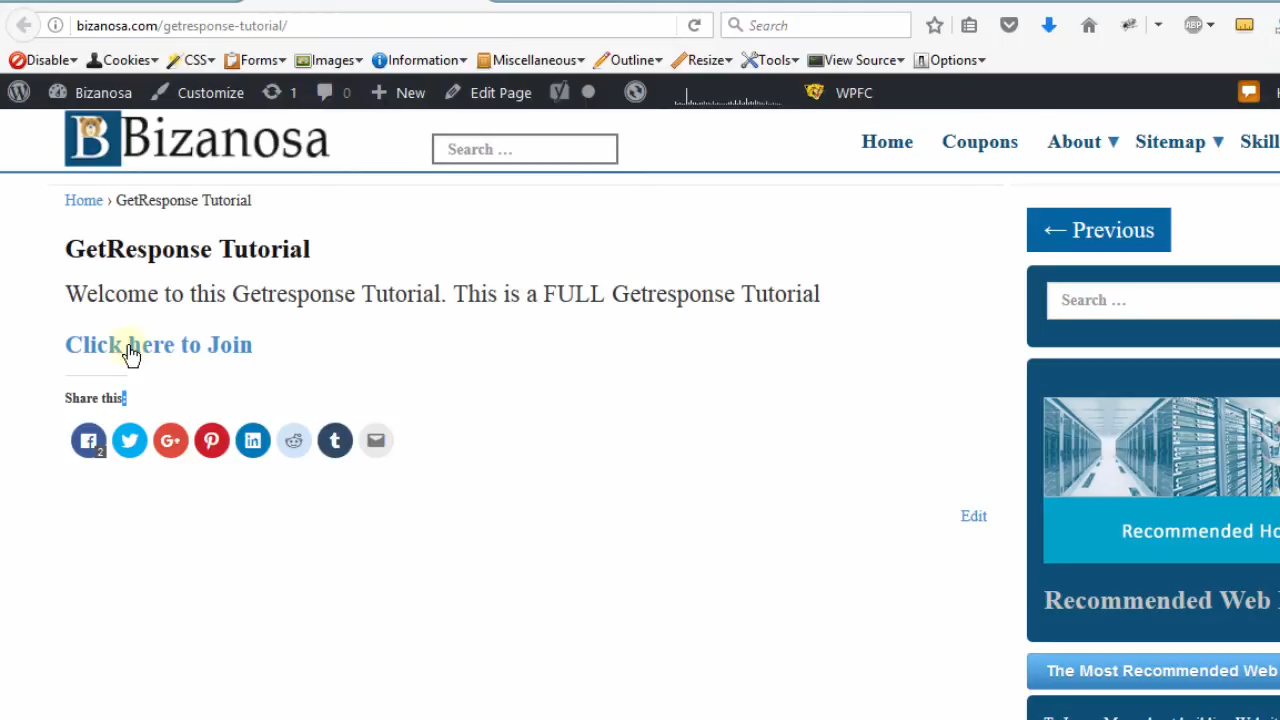 bizanosa.com/getresponse-tutorial/
Search
Disable Cookies CSS Forms Images Information Miscellaneous Outline Resize Tools View Source Options
Bizanosa Customize 1 0 New Edit Page WPFC
B Bizanosa
Search ...
Home Coupons About Sitemap Skill
Home › GetResponse Tutorial
GetResponse Tutorial
Welcome to this Getresponse Tutorial. This is a FULL Getresponse Tutorial
Click here to Join
Share this:
2
Edit
← Previous
Search ...
Recommended Ho
Recommended Web
The Most Recommended Web